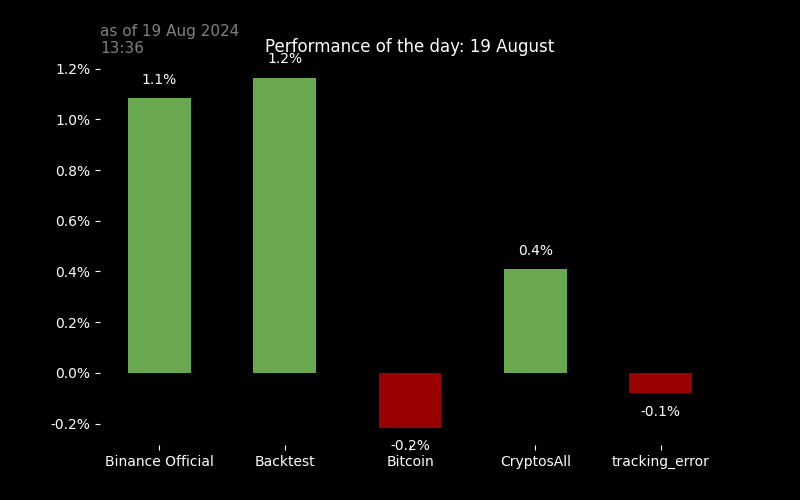 as of 19 Aug 2024
13:36
Performance of the day: 19 August
1.2%
1.0%
0.8%
0.6%
0.4%
0.2%
0.0%
-0.2%
1.1%
1.2%
-0.2%
0.4%
-0.1%
Binance Official
Backtest
Bitcoin
CryptosAll
tracking_error